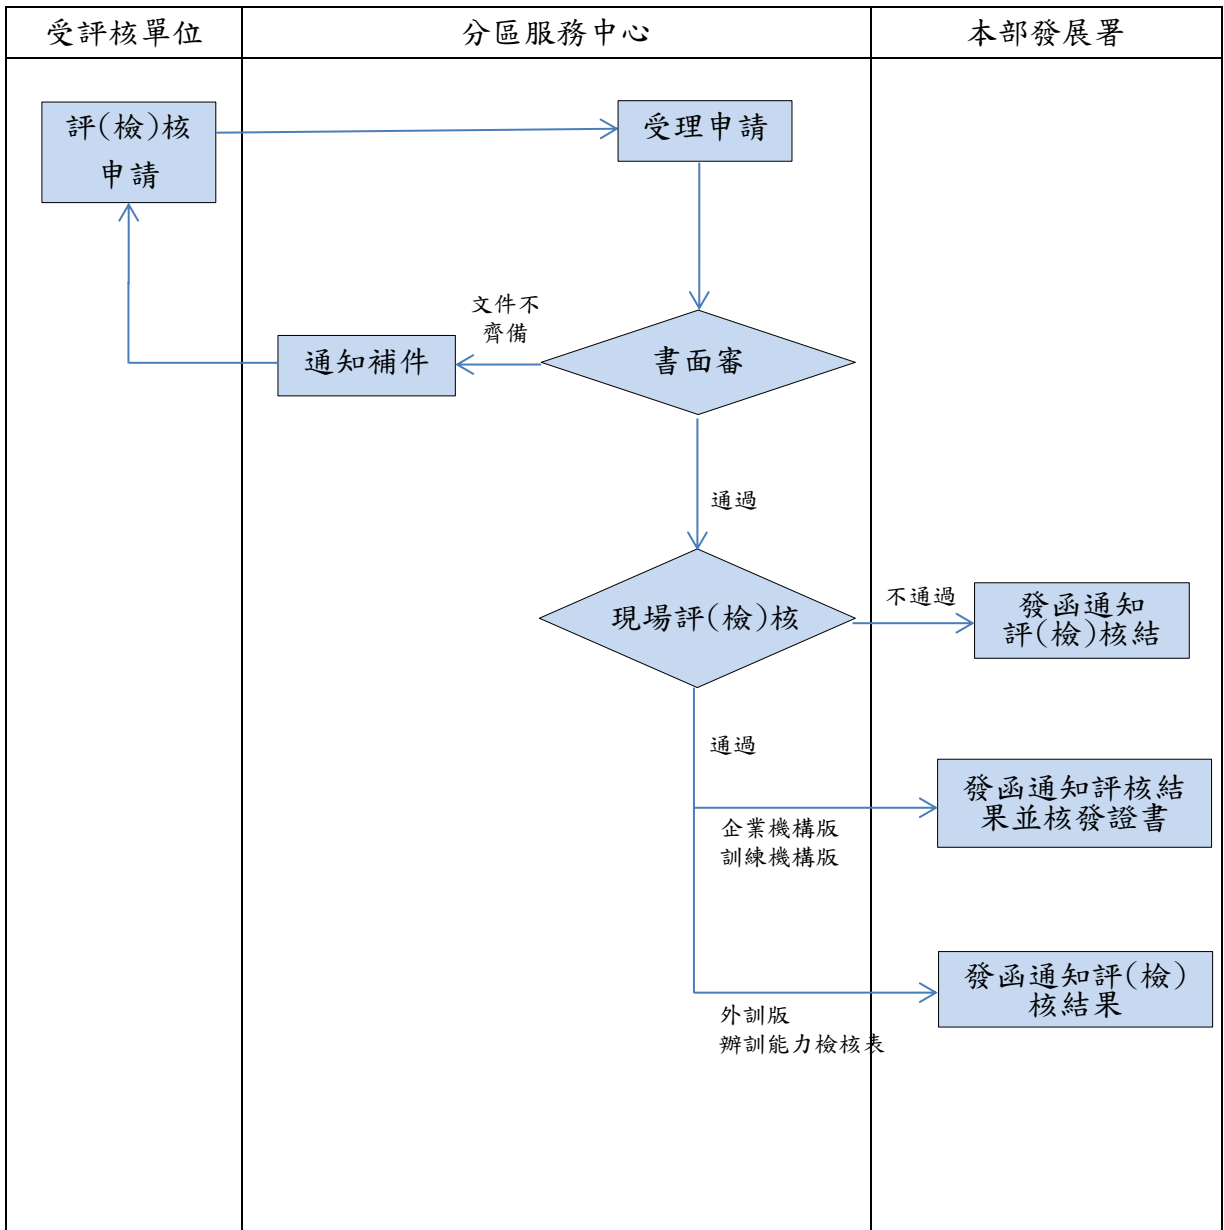 受評核單位
分區服務中心
本部發展署
評(檢)核
申請
受理申請
文件不
齊備
通知補件
書面審
通過
現場評(檢)核
不通過
發函通知
評(檢)核結
通過
企業機構版
訓練機構版
發函通知評核結
果並核發證書
外訓版
辦訓能力檢核表
發函通知評(檢)
核結果